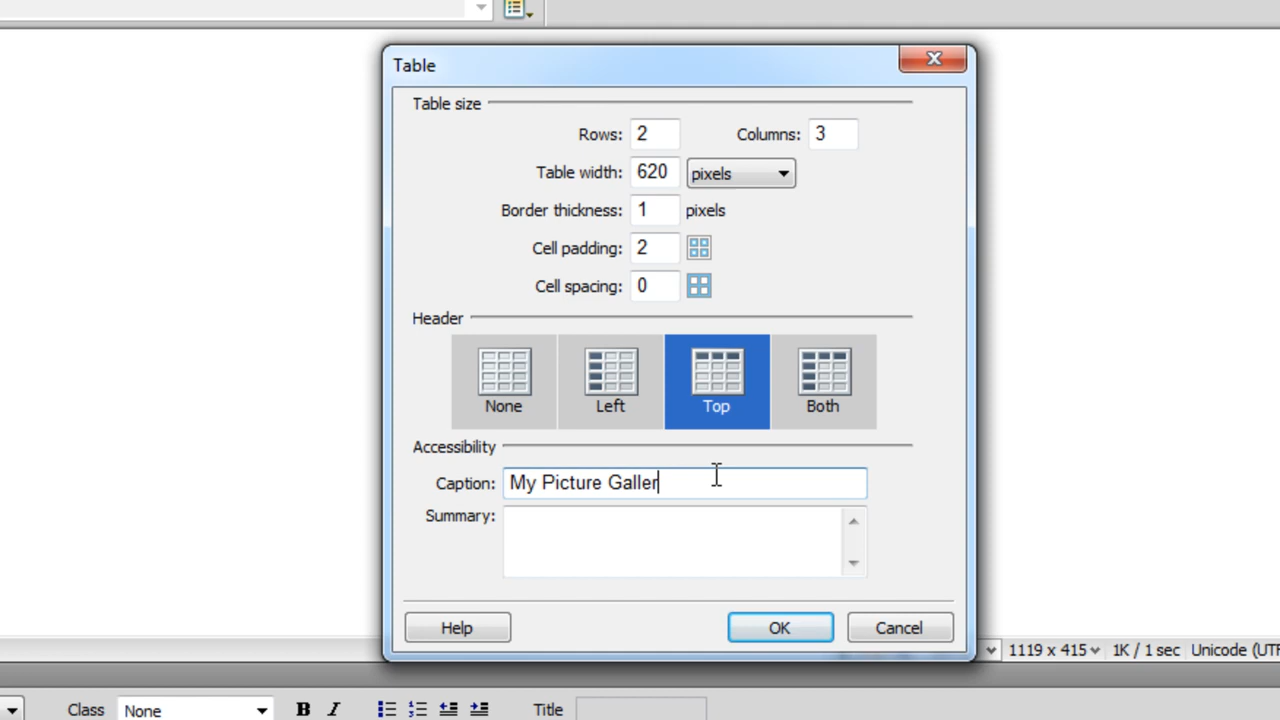 Table
Table size
Rows: 2 Columns: 3
Table width: 620 pixels
Border thickness: 1 pixels
Cell padding: 2
Cell spacing: 0
Header
None Left Top Both
Accessibility
Caption: My Picture Galler
Summary:
Help OK Cancel
1119 x 415 1K / 1 sec Unicode (UTF
Class None B I Title